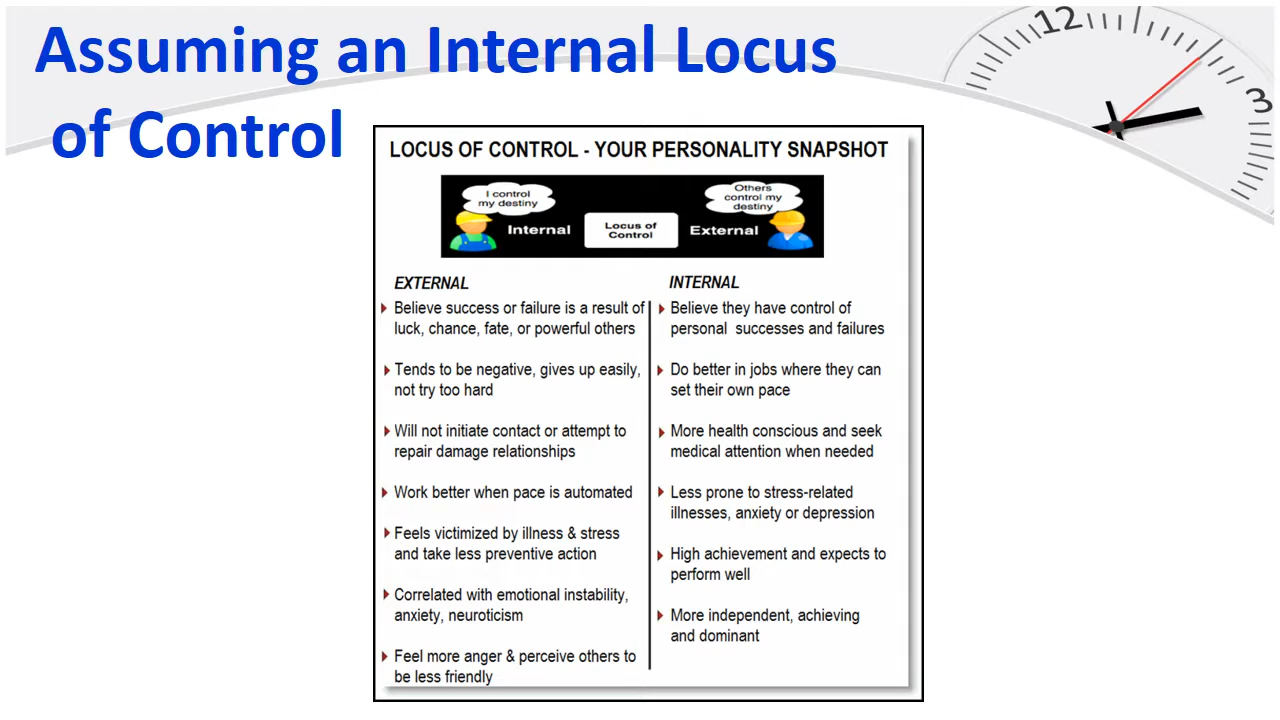 Assuming an Internal Locus
of Control
12
3
LOCUS OF CONTROL - YOUR PERSONALITY SNAPSHOT
I control
my destiny
Internal
Locus of
Control
External
Others
control my
destiny
EXTERNAL
Believe success or failure is a result of
luck, chance, fate, or powerful others
Tends to be negative, gives up easily,
not try too hard
Will not initiate contact or attempt to
repair damage relationships
Work better when pace is automated
Feels victimized by illness & stress
and take less preventive action
Correlated with emotional instability,
anxiety, neuroticism
Feel more anger & perceive others to
be less friendly
INTERNAL
Believe they have control of
personal successes and failures
Do better in jobs where they can
set their own pace
More health conscious and seek
medical attention when needed
Less prone to stress-related
illnesses, anxiety or depression
High achievement and expects to
perform well
More independent, achieving
and dominant